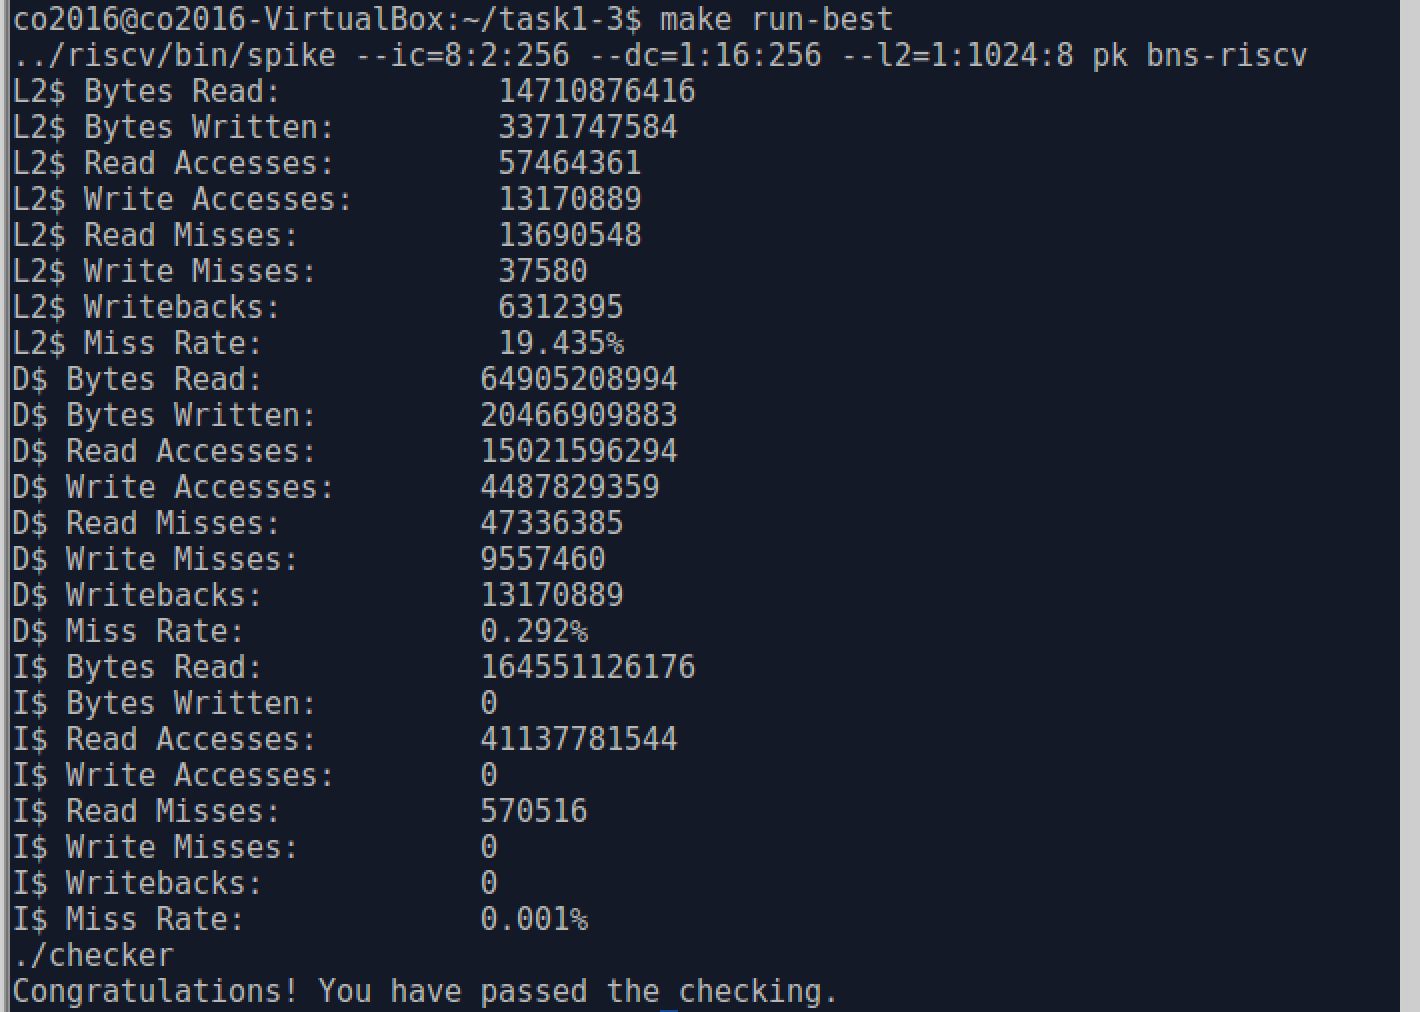 co2016@co2016-VirtualBox:~/task1-3$ make run-best
../riscv/bin/spike --ic=8:2:256 --dc=1:16:256 --l2=1:1024:8 pk bns-riscv
L2$ Bytes Read: 14710876416
L2$ Bytes Written: 3371747584
L2$ Read Accesses: 57464361
L2$ Write Accesses: 13170889
L2$ Read Misses: 13690548
L2$ Write Misses: 37580
L2$ Writebacks: 6312395
L2$ Miss Rate: 19.435%
D$ Bytes Read: 64905208994
D$ Bytes Written: 20466909883
D$ Read Accesses: 15021596294
D$ Write Accesses: 4487829359
D$ Read Misses: 47336385
D$ Write Misses: 9557460
D$ Writebacks: 13170889
D$ Miss Rate: 0.292%
I$ Bytes Read: 164551126176
I$ Bytes Written: 0
I$ Read Accesses: 41137781544
I$ Write Accesses: 0
I$ Read Misses: 570516
I$ Write Misses: 0
I$ Writebacks: 0
I$ Miss Rate: 0.001%
./checker
Congratulations! You have passed the checking.